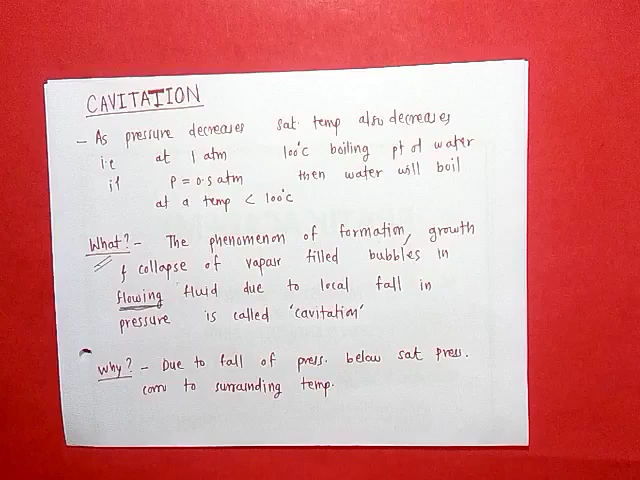 CAVITATION
- As pressure decreases sat. temp also decreases
i.e at 1 atm 100°C boiling pt of water
if P = 0.5 atm then water will boil
at a temp < 100°C
What? - The phenomenon of formation, growth
& collapse of vapour filled bubbles in
flowing fluid due to local fall in
pressure is called 'cavitation'
Why? - Due to fall of press. below sat press.
corr to surrounding temp.